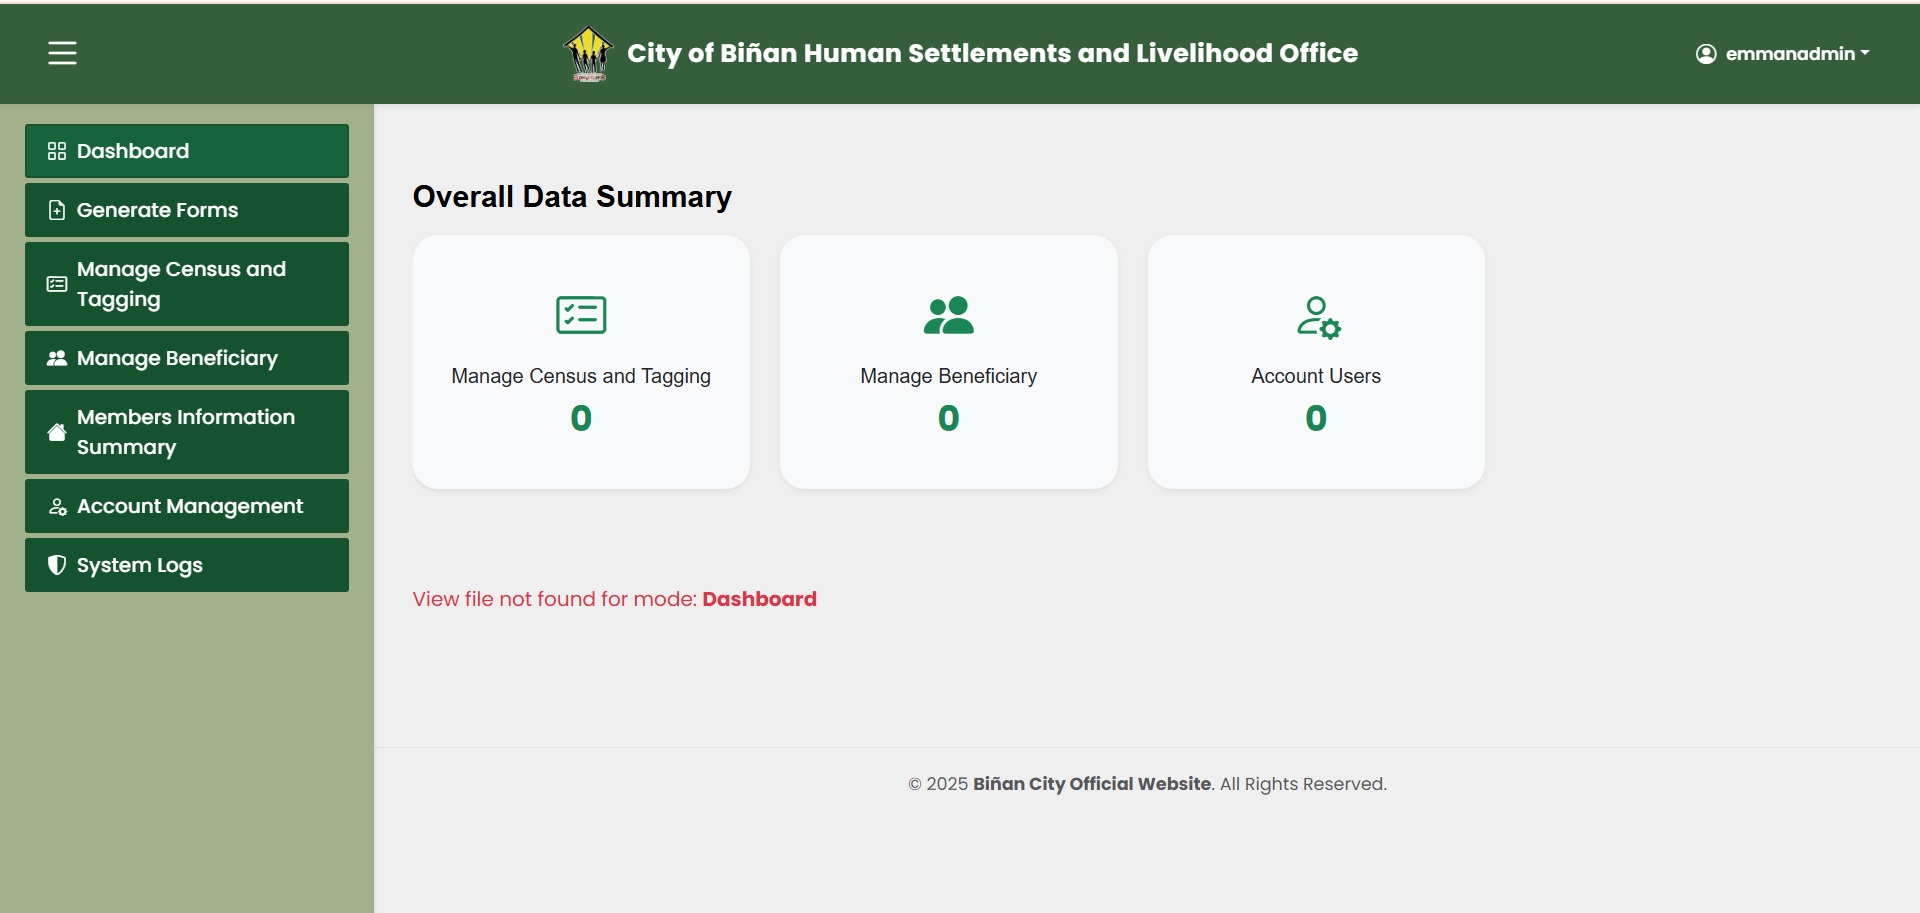 City of Biñan Human Settlements and Livelihood Office
emmanadmin
Dashboard
Generate Forms
Manage Census and
Tagging
Manage Beneficiary
Members Information
Summary
Account Management
System Logs
Overall Data Summary
Manage Census and Tagging
0
Manage Beneficiary
0
Account Users
0
View file not found for mode: Dashboard
© 2025 Biñan City Official Website. All Rights Reserved.